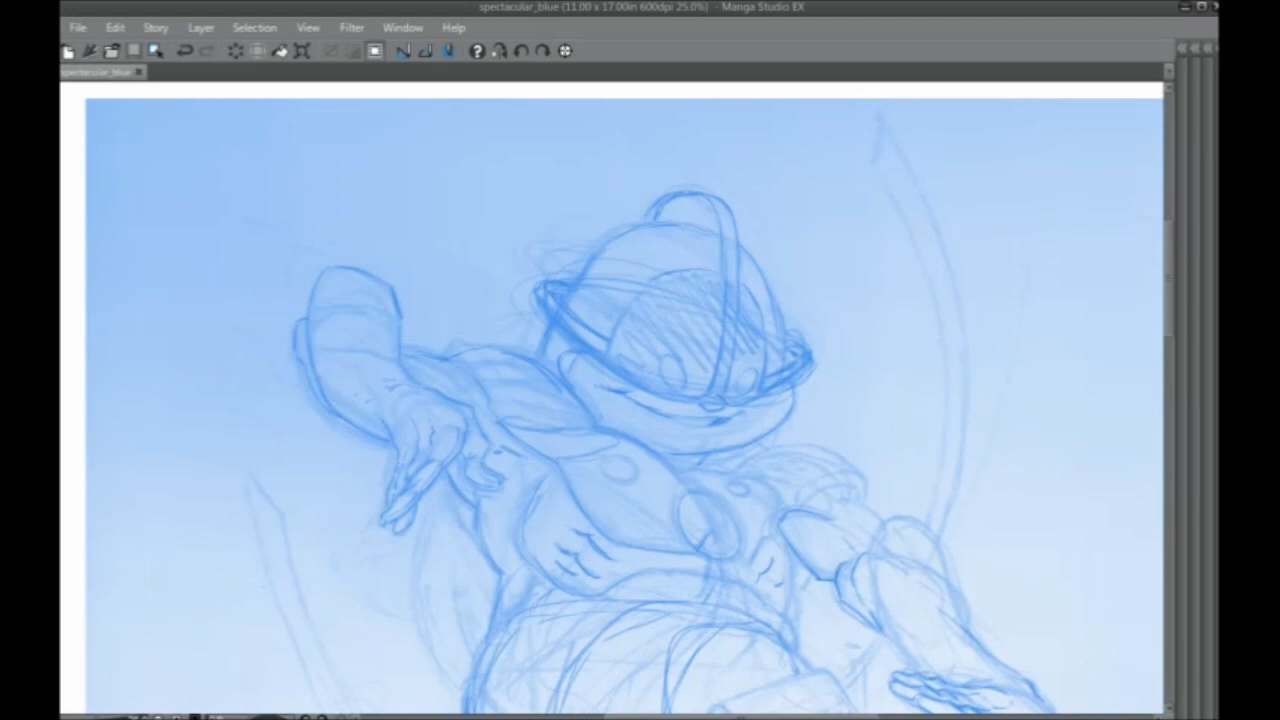 spectacular_blue (11.00 x 17.00in 600dpi 25.0%) - Manga Studio EX
File Edit Story Layer Selection View Filter Window Help
spectacular_blue